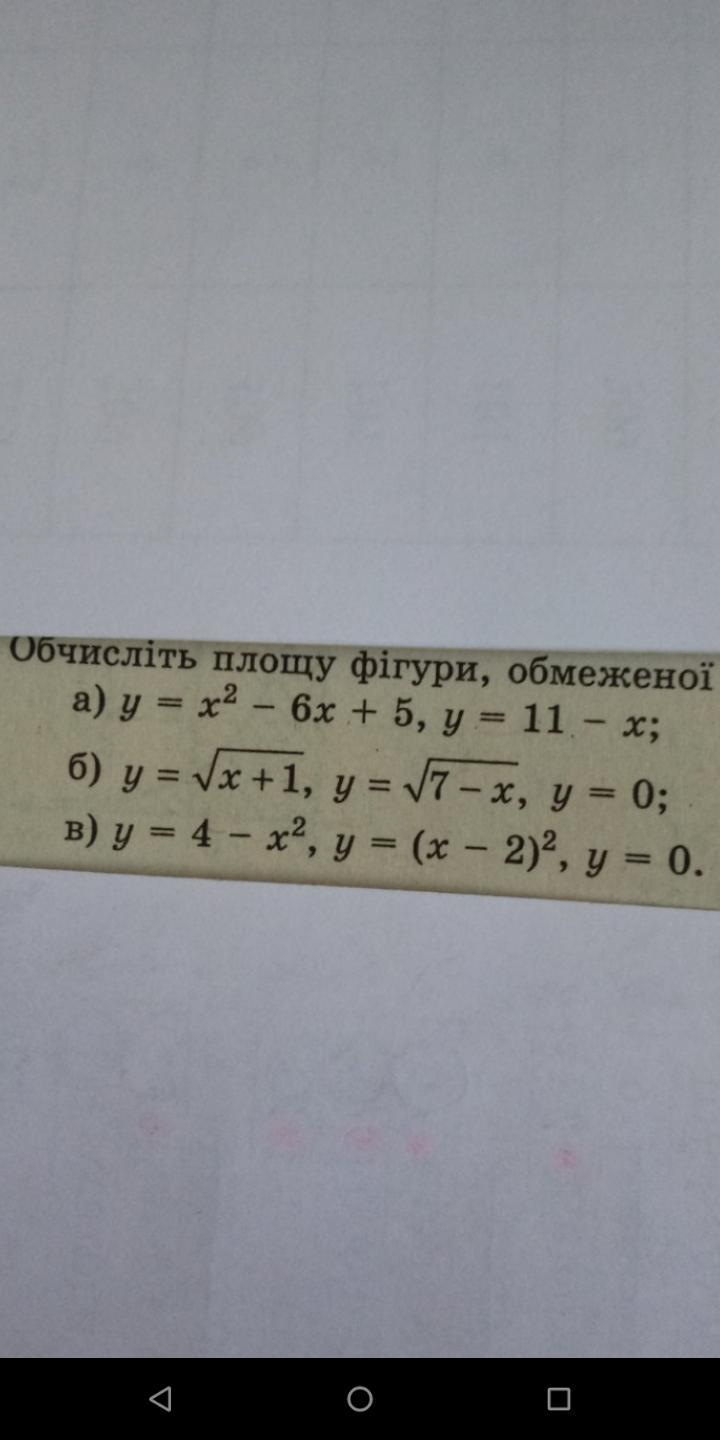 Обчисліть площу фігури, обмеженої
а) y = x² − 6x + 5, y = 11 − x;
б) y = √(x + 1), y = √(7 − x), y = 0;
в) y = 4 − x², y = (x − 2)², y = 0.